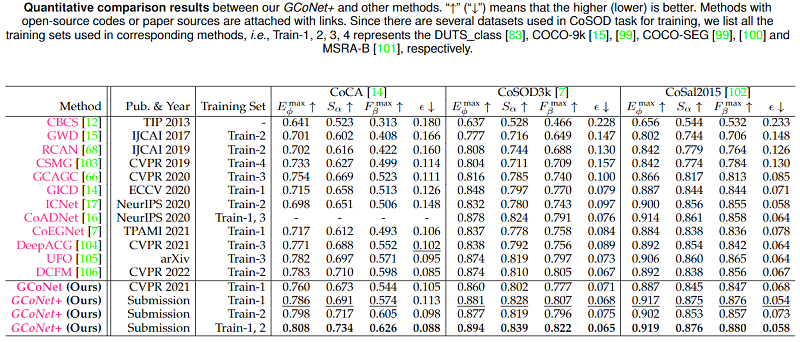 Quantitative comparison results between our GCoNet+ and other methods. “↑” (“↓”) means that the higher (lower) is better. Methods with
open-source codes or paper sources are attached with links. Since there are several datasets used in CoSOD task for training, we list all the
training sets used in corresponding methods, i.e., Train-1, 2, 3, 4 represents the DUTS_class [83], COCO-9k [15], [99], COCO-SEG [99], [100] and
MSRA-B [101], respectively.
CoCA [14] CoSOD3k [7] CoSal2015 [102]
Method Pub. & Year Training Set Eϕmax ↑ Sα ↑ Fβmax ↑ ϵ ↓ Eϕmax ↑ Sα ↑ Fβmax ↑ ϵ ↓ Eϕmax ↑ Sα ↑ Fβmax ↑ ϵ ↓
CBCS [12] TIP 2013 - 0.641 0.523 0.313 0.180 0.637 0.528 0.466 0.228 0.656 0.544 0.532 0.233
GWD [15] IJCAI 2017 Train-2 0.701 0.602 0.408 0.166 0.777 0.716 0.649 0.147 0.802 0.744 0.706 0.148
RCAN [68] IJCAI 2019 Train-2 0.702 0.616 0.422 0.160 0.808 0.744 0.688 0.130 0.842 0.779 0.764 0.126
CSMG [103] CVPR 2019 Train-4 0.733 0.627 0.499 0.114 0.804 0.711 0.709 0.157 0.842 0.774 0.784 0.130
GCAGC [66] CVPR 2020 Train-3 0.754 0.669 0.523 0.111 0.816 0.785 0.740 0.100 0.866 0.817 0.813 0.085
GICD [14] ECCV 2020 Train-1 0.715 0.658 0.513 0.126 0.848 0.797 0.770 0.079 0.887 0.844 0.844 0.071
ICNet [17] NeurIPS 2020 Train-2 0.698 0.651 0.506 0.148 0.832 0.780 0.743 0.097 0.900 0.856 0.855 0.058
CoADNet [16] NeurIPS 2020 Train-1, 3 - - - - 0.878 0.824 0.791 0.076 0.914 0.861 0.858 0.064
CoEGNet [7] TPAMI 2021 Train-1 0.717 0.612 0.493 0.106 0.837 0.778 0.758 0.084 0.884 0.838 0.836 0.078
DeepACG [104] CVPR 2021 Train-3 0.771 0.688 0.552 0.102 0.838 0.792 0.756 0.089 0.892 0.854 0.842 0.064
UFO [105] arXiv Train-3 0.782 0.697 0.571 0.095 0.874 0.819 0.797 0.073 0.906 0.860 0.865 0.064
DCFM [106] CVPR 2022 Train-2 0.783 0.710 0.598 0.085 0.874 0.810 0.805 0.067 0.892 0.838 0.856 0.067
GCoNet (Ours) CVPR 2021 Train-1 0.760 0.673 0.544 0.105 0.860 0.802 0.777 0.071 0.887 0.845 0.847 0.068
GCoNet+ (Ours) Submission Train-1 0.786 0.691 0.574 0.113 0.881 0.828 0.807 0.068 0.917 0.875 0.876 0.054
GCoNet+ (Ours) Submission Train-2 0.798 0.717 0.605 0.098 0.877 0.819 0.796 0.075 0.902 0.853 0.857 0.073
GCoNet+ (Ours) Submission Train-1, 2 0.808 0.734 0.626 0.088 0.894 0.839 0.822 0.065 0.919 0.876 0.880 0.058